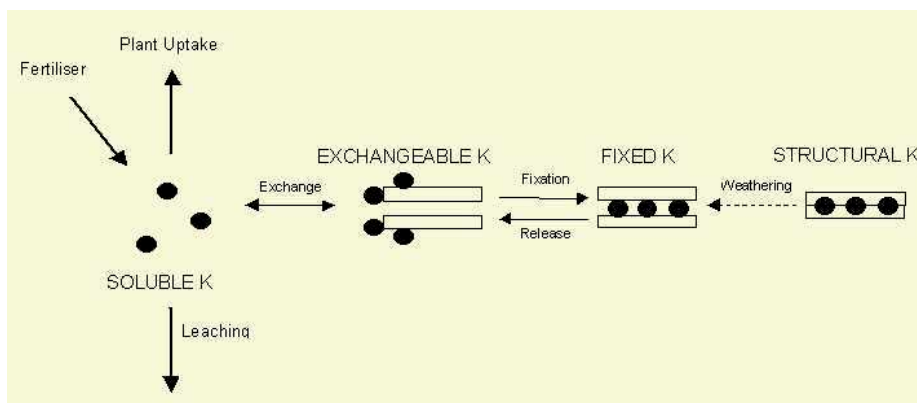 Plant Uptake
Fertiliser
EXCHANGEABLE K
FIXED K
STRUCTURAL K
Exchange
Fixation
Weathering
Release
SOLUBLE K
Leaching